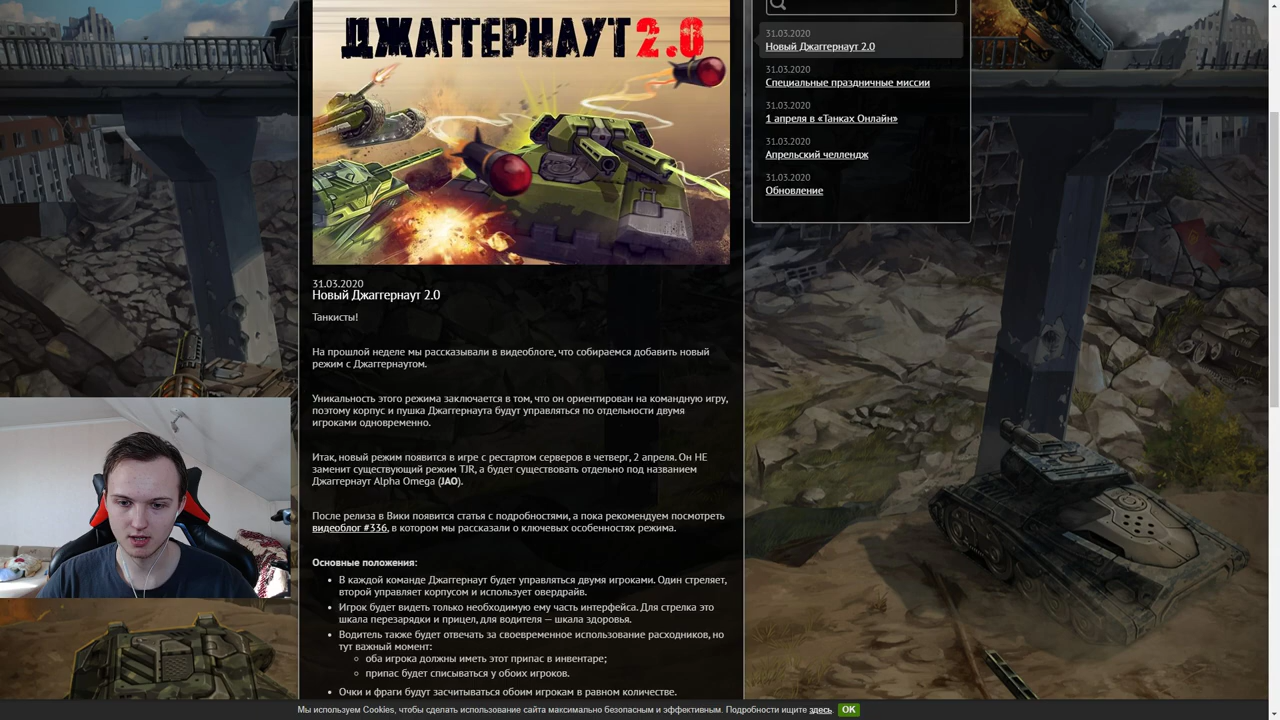 ДЖАГГЕРНАУТ 2.0
31.03.2020
Новый Джаггернаут 2.0
Танкисты!
На прошлой неделе мы рассказывали в видеоблоге, что собираемся добавить новый
режим с Джаггернаутом.
Уникальность этого режима заключается в том, что он ориентирован на командную игру,
поэтому корпус и пушка Джаггернаута будут управляться по отдельности двумя
игроками одновременно.
Итак, новый режим появится в игре с рестартом серверов в четверг, 2 апреля. Он НЕ
заменит существующий режим TJR, а будет существовать отдельно под названием
Джаггернаут Alpha Omega (JAO).
После релиза в Вики появится статья с подробностями, а пока рекомендуем посмотреть
видеоблог #336, в котором мы рассказали о ключевых особенностях режима.
Основные положения:
• В каждой команде Джаггернаут будет управляться двумя игроками. Один стреляет,
второй управляет корпусом и использует овердрайв.
• Игрок будет видеть только необходимую ему часть интерфейса. Для стрелка это
шкала перезарядки и прицел, для водителя — шкала здоровья.
• Водитель также будет отвечать за своевременное использование расходников, но
тут важный момент:
◦ оба игрока должны иметь этот припас в инвентаре;
◦ припас будет списываться у обоих игроков.
• Очки и фраги будут засчитываться обоим игрокам в равном количестве.
31.03.2020
Новый Джаггернаут 2.0
31.03.2020
Специальные праздничные миссии
31.03.2020
1 апреля в «Танках Онлайн»
31.03.2020
Апрельский челлендж
31.03.2020
Обновление
Мы используем Cookies, чтобы сделать использование сайта максимально безопасным и эффективным. Подробности ищите здесь. OK